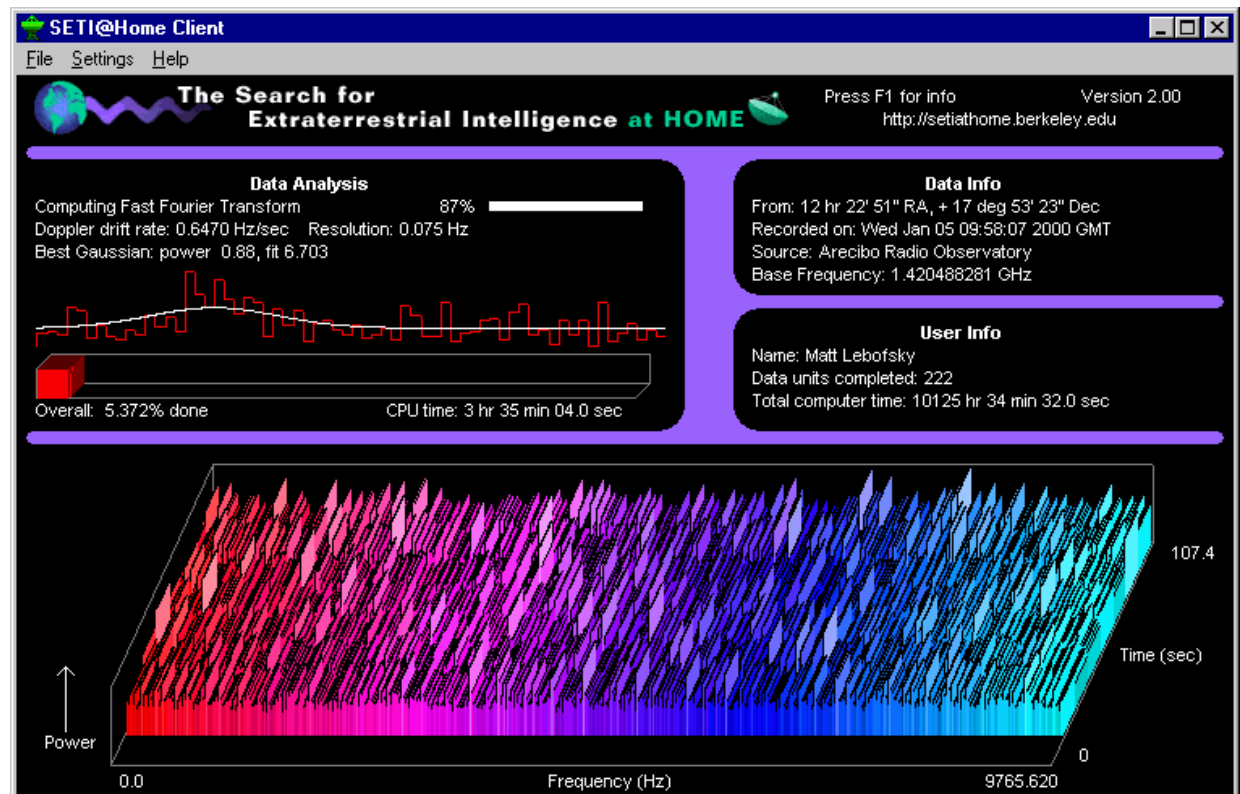 SETI@Home Client
File Settings Help
The Search for
Extraterrestrial Intelligence at HOME
Press F1 for info Version 2.00
http://setiathome.berkeley.edu
Data Analysis
Computing Fast Fourier Transform 87%
Doppler drift rate: 0.6470 Hz/sec Resolution: 0.075 Hz
Best Gaussian: power 0.88, fit 6.703
Overall: 5.372% done CPU time: 3 hr 35 min 04.0 sec
Data Info
From: 12 hr 22' 51" RA, + 17 deg 53' 23" Dec
Recorded on: Wed Jan 05 09:58:07 2000 GMT
Source: Arecibo Radio Observatory
Base Frequency: 1.420488281 GHz
User Info
Name: Matt Lebofsky
Data units completed: 222
Total computer time: 10125 hr 34 min 32.0 sec
107.4
Time (sec)
Power
0
0.0 Frequency (Hz) 9765.620